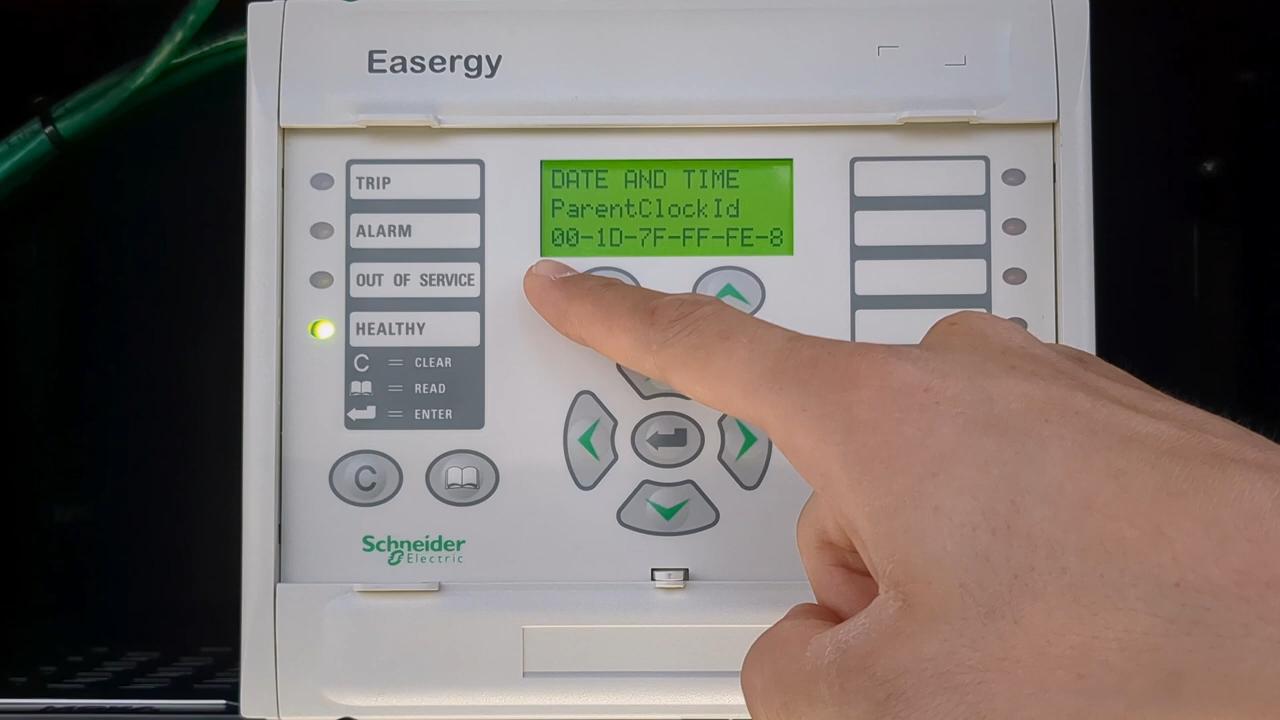 Easergy
TRIP
ALARM
OUT OF SERVICE
HEALTHY
C = CLEAR
= READ
= ENTER
DATE AND TIME
ParentClockId
00-1D-7F-FF-FE-8
C
Schneider
Electric